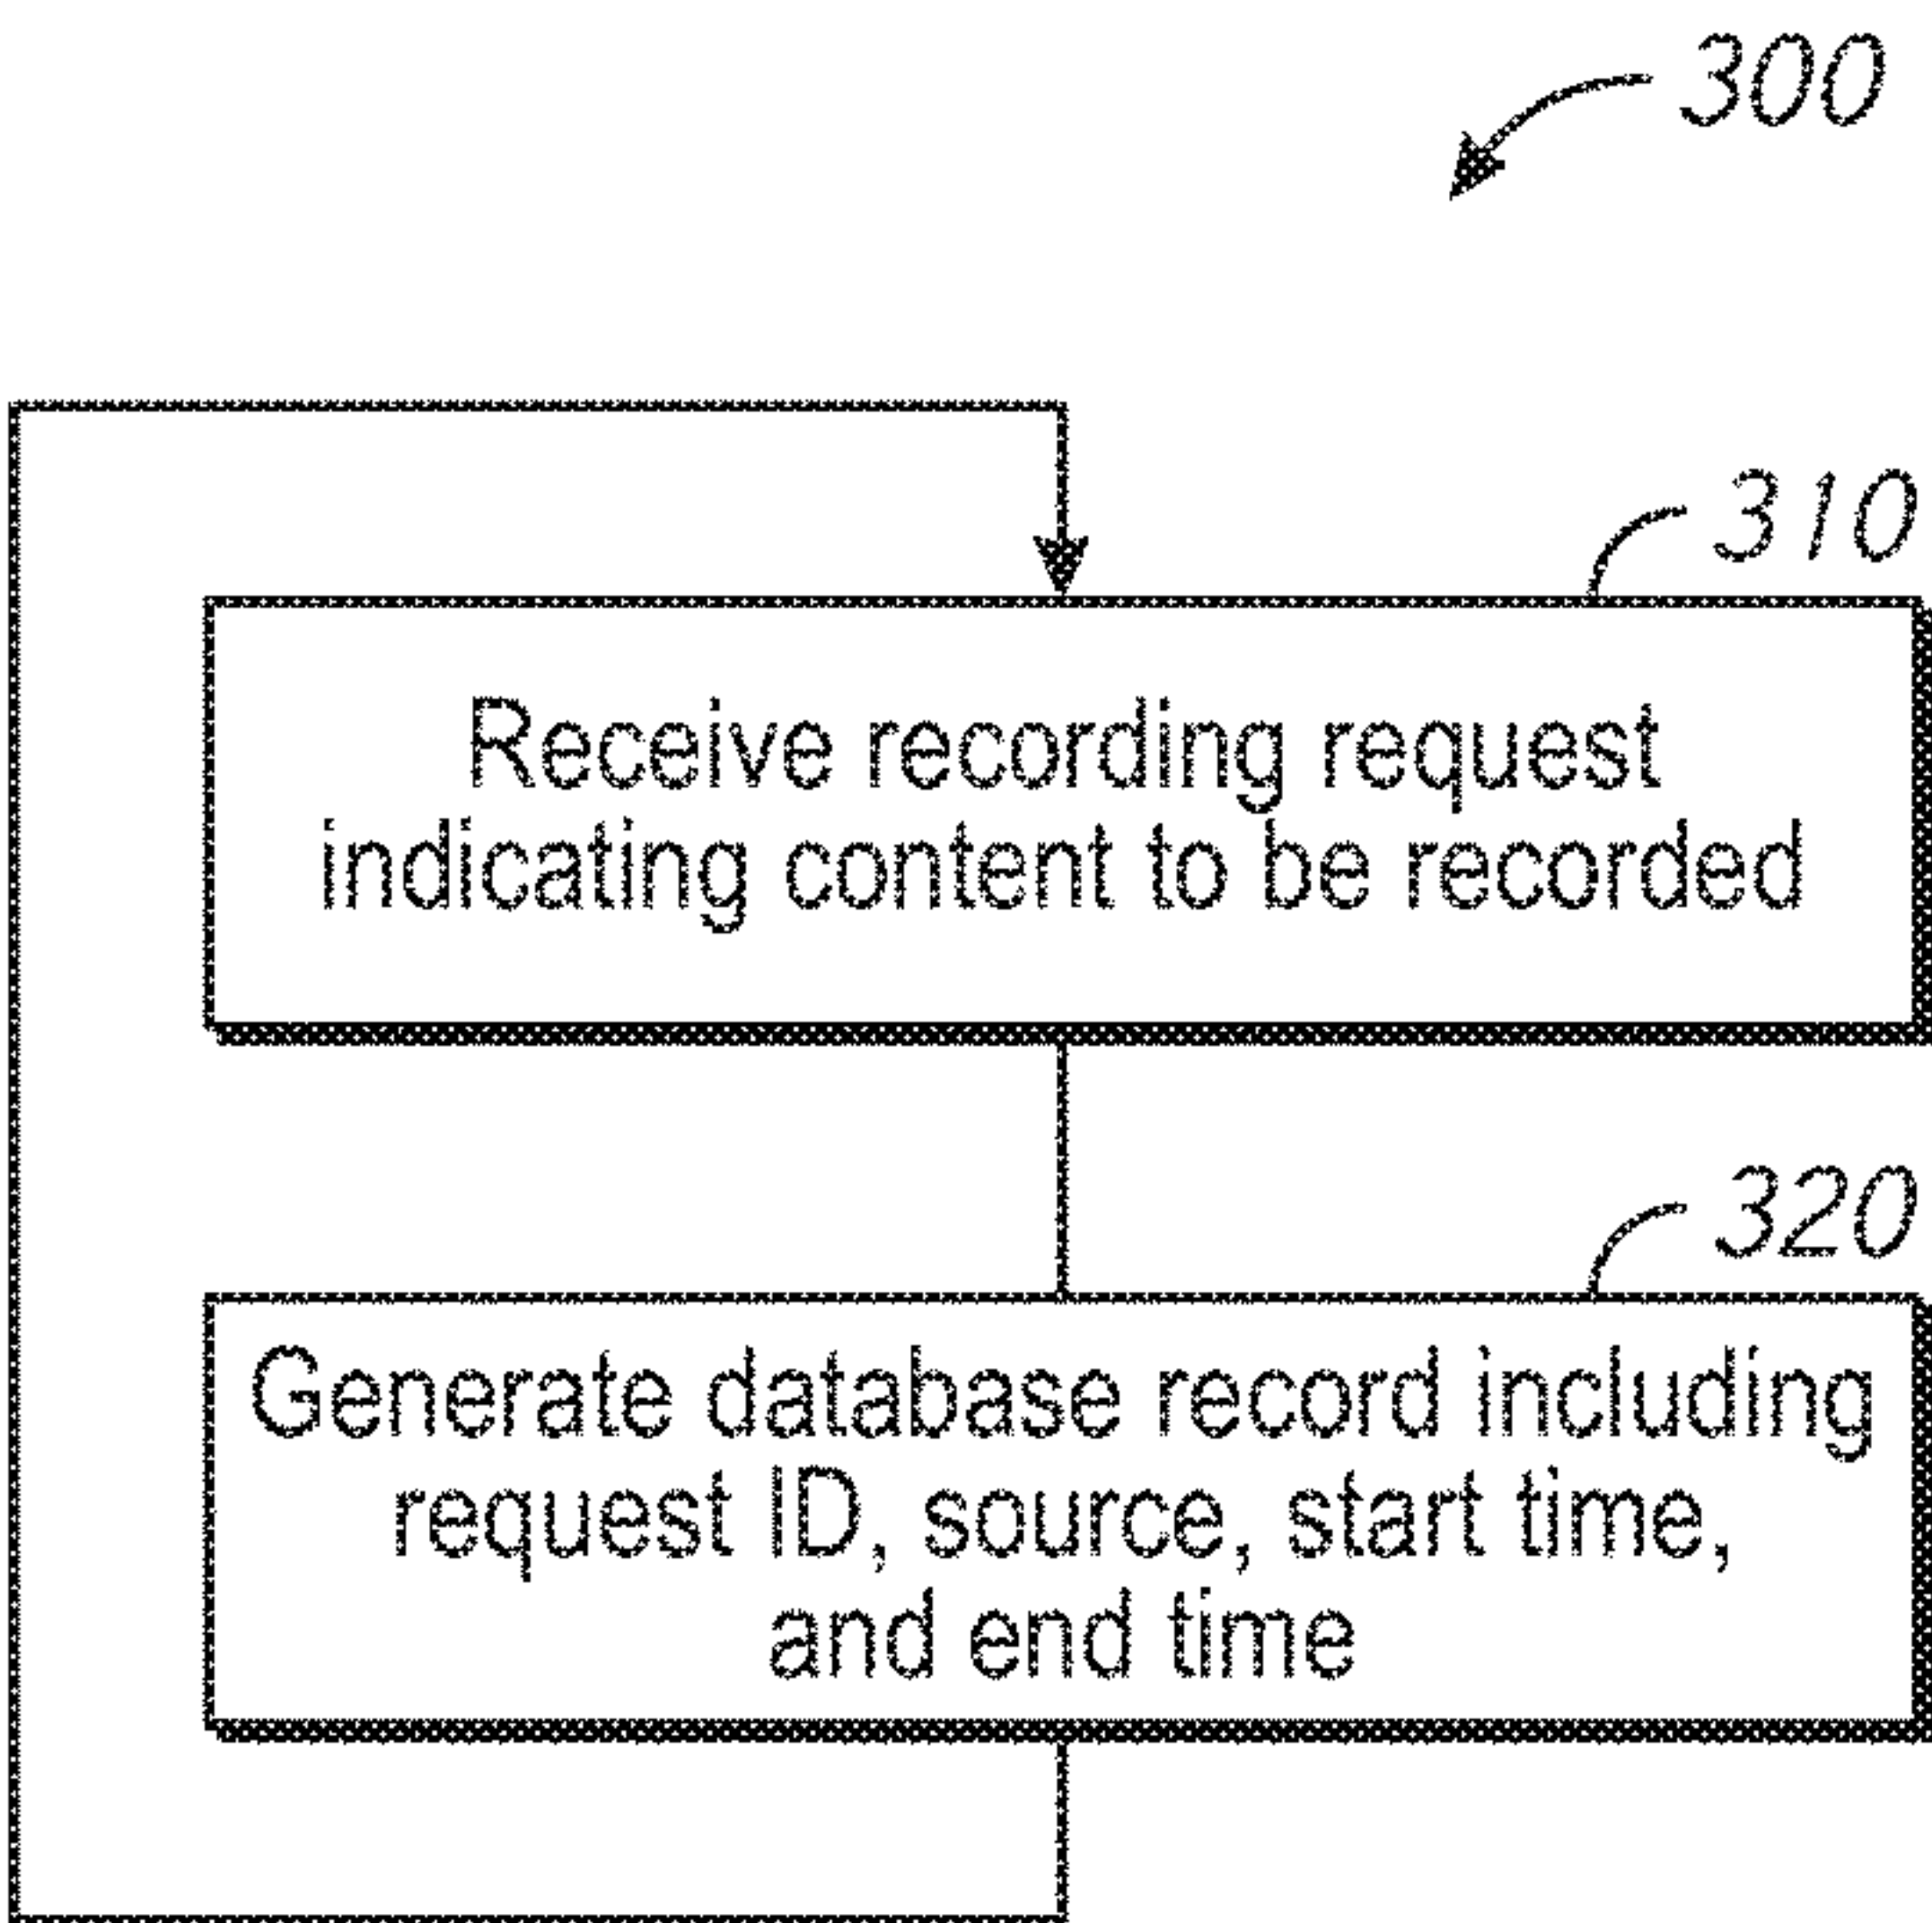 300
310
Receive recording request
indicating content to be recorded
320
Generate database record including
request ID, source, start time,
and end time